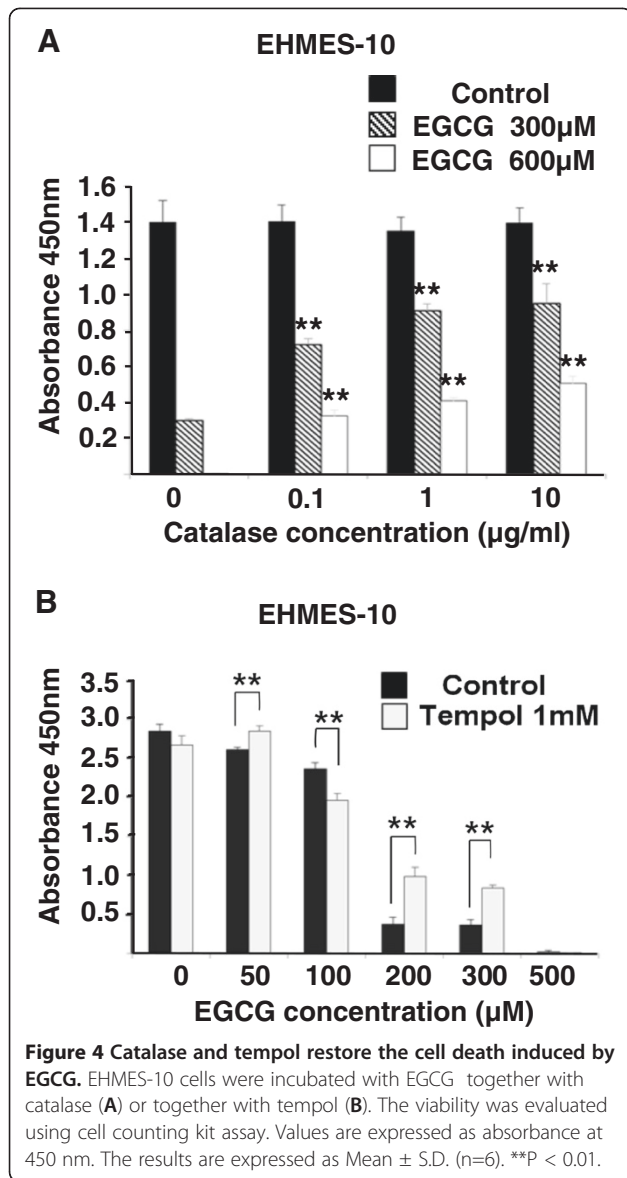 A
EHMES-10
Control
EGCG 300µM
EGCG 600µM
Absorbance 450nm
1.6
1.4
1.2
1.0
0.8
0.6
0.4
0.2
** ** ** ** ** **
0 0.1 1 10
Catalase concentration (µg/ml)
B
EHMES-10
Control
Tempol 1mM
Absorbance 450nm
3.5
3.0
2.5
2.0
1.5
1.0
0.5
** ** ** **
0 50 100 200 300 500
EGCG concentration (µM)
Figure 4 Catalase and tempol restore the cell death induced by
EGCG. EHMES-10 cells were incubated with EGCG together with
catalase (A) or together with tempol (B). The viability was evaluated
using cell counting kit assay. Values are expressed as absorbance at
450 nm. The results are expressed as Mean ± S.D. (n=6). **P < 0.01.